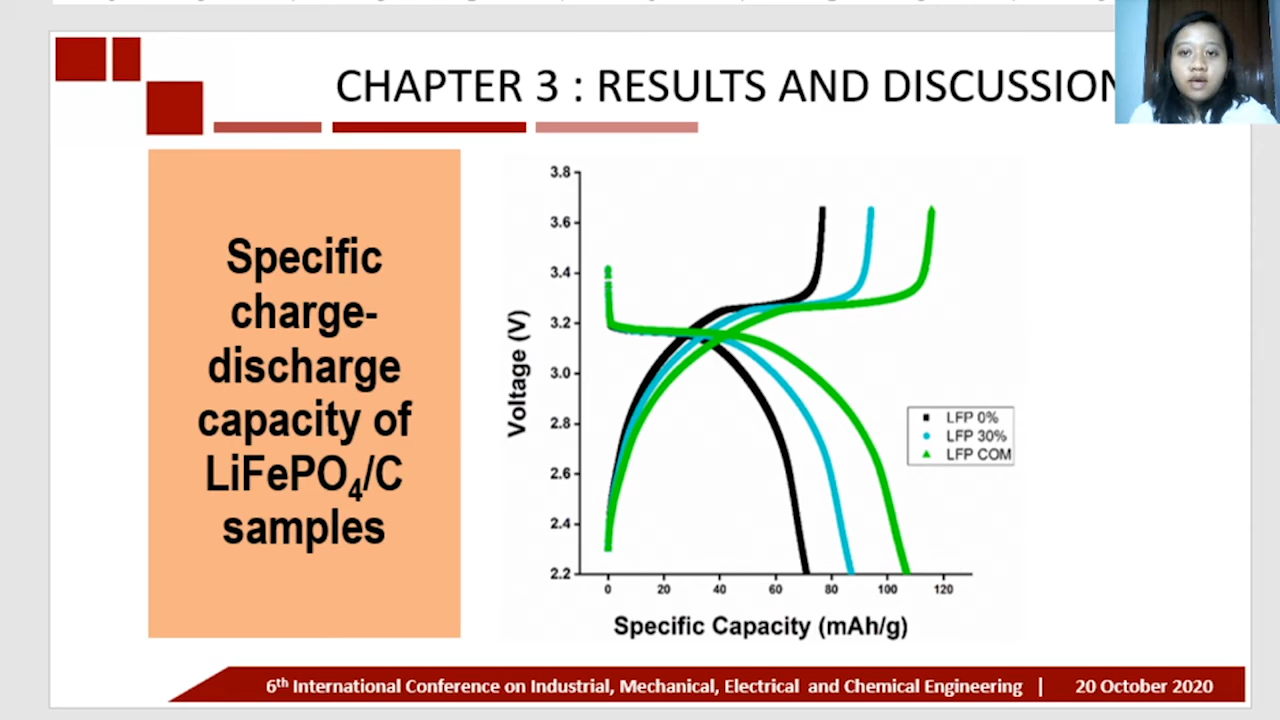 CHAPTER 3 : RESULTS AND DISCUSSION
Specific
charge-
discharge
capacity of
LiFePO₄/C
samples
3.8
3.6
3.4
3.2
3.0
2.8
2.6
2.4
2.2
Voltage (V)
0 20 40 60 80 100 120
Specific Capacity (mAh/g)
LFP 0%
LFP 30%
LFP COM
6th International Conference on Industrial, Mechanical, Electrical and Chemical Engineering | 20 October 2020